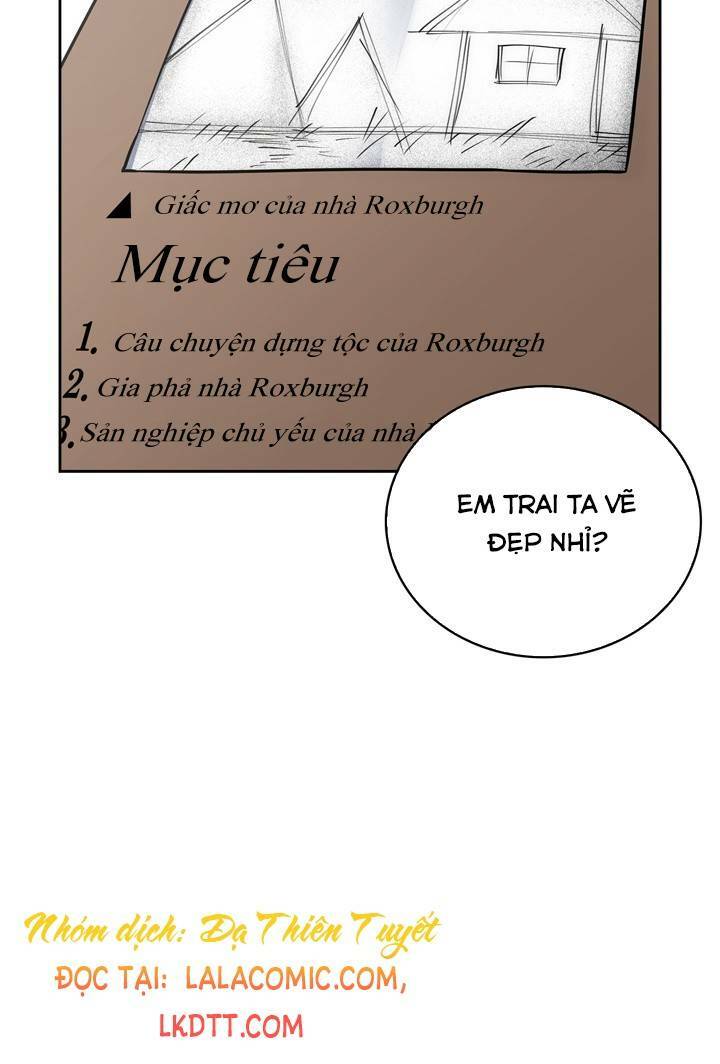 Giấc mơ của nhà Roxburgh
Mục tiêu
1. Câu chuyện dựng tộc của Roxburgh
2. Gia phả nhà Roxburgh
3. Sản nghiệp chủ yếu của nhà
EM TRAI TA VẼ
ĐẸP NHỈ?
Nhóm dịch: Dạ Thiên Tuyết
ĐỌC TẠI: LALACOMIC.COM,
LKDTT.COM